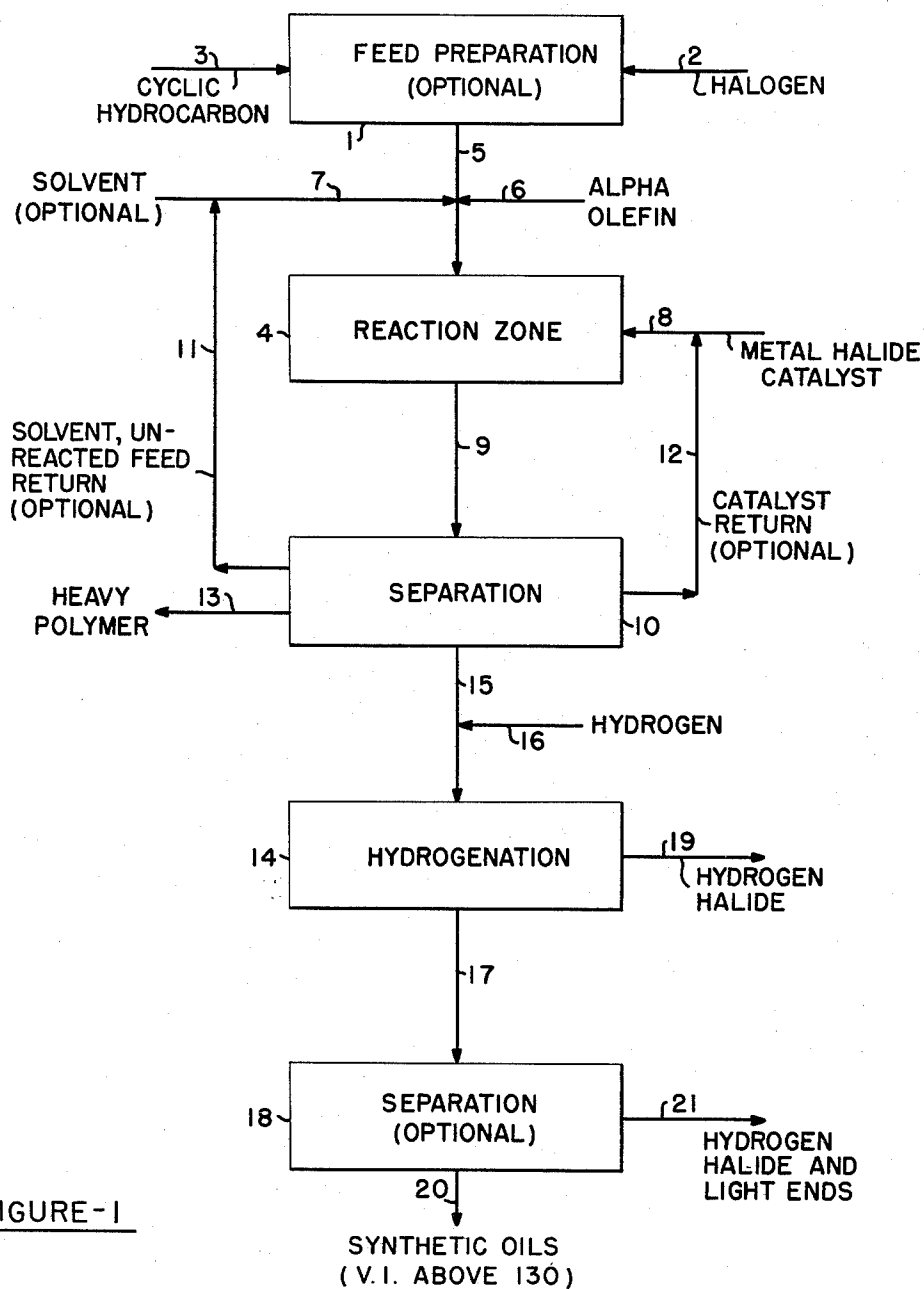 3
CYCLIC
HYDROCARBON
FEED PREPARATION
(OPTIONAL)
2
HALOGEN
1
5
SOLVENT
(OPTIONAL)
7
6
ALPHA
OLEFIN
4
REACTION ZONE
8
METAL HALIDE
CATALYST
11
9
12
SOLVENT, UN-
REACTED FEED
RETURN
(OPTIONAL)
CATALYST
RETURN
(OPTIONAL)
HEAVY
POLYMER
13
SEPARATION
10
15
HYDROGEN
16
14
HYDROGENATION
19
HYDROGEN
HALIDE
17
18
SEPARATION
(OPTIONAL)
21
HYDROGEN
HALIDE AND
LIGHT ENDS
20
IGURE-1
SYNTHETIC OILS
(V.I. ABOVE 130)